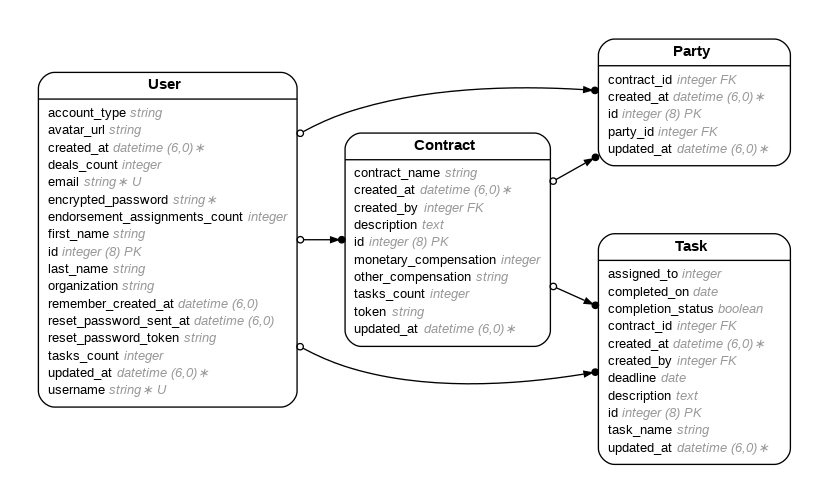 User
account_type string
avatar_url string
created_at datetime (6,0)∗
deals_count integer
email string∗ U
encrypted_password string∗
endorsement_assignments_count integer
first_name string
id integer (8) PK
last_name string
organization string
remember_created_at datetime (6,0)
reset_password_sent_at datetime (6,0)
reset_password_token string
tasks_count integer
updated_at datetime (6,0)∗
username string∗ U
Contract
contract_name string
created_at datetime (6,0)∗
created_by integer FK
description text
id integer (8) PK
monetary_compensation integer
other_compensation string
tasks_count integer
token string
updated_at datetime (6,0)∗
Party
contract_id integer FK
created_at datetime (6,0)∗
id integer (8) PK
party_id integer FK
updated_at datetime (6,0)∗
Task
assigned_to integer
completed_on date
completion_status boolean
contract_id integer FK
created_at datetime (6,0)∗
created_by integer FK
deadline date
description text
id integer (8) PK
task_name string
updated_at datetime (6,0)∗